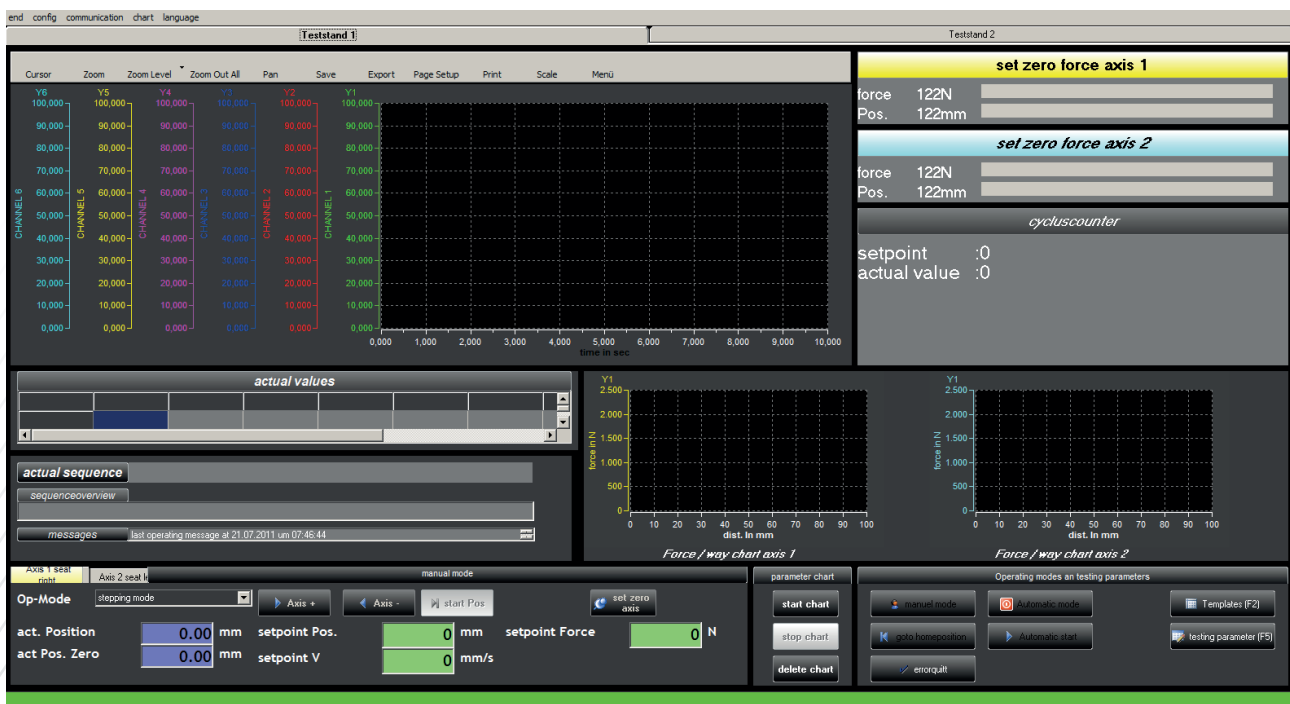 end config communication chart language
Teststand 1
Teststand 2
Cursor Zoom Zoom Level Zoom Out All Pan Save Export Page Setup Print Scale Menü
Y6 Y5 Y4 Y3 Y2 Y1
100,000 100,000 100,000 100,000 100,000 100,000
90,000 90,000 90,000 90,000 90,000 90,000
80,000 80,000 80,000 80,000 80,000 80,000
70,000 70,000 70,000 70,000 70,000 70,000
60,000 60,000 60,000 60,000 60,000 60,000
50,000 50,000 50,000 50,000 50,000 50,000
40,000 40,000 40,000 40,000 40,000 40,000
30,000 30,000 30,000 30,000 30,000 30,000
20,000 20,000 20,000 20,000 20,000 20,000
10,000 10,000 10,000 10,000 10,000 10,000
0,000 0,000 0,000 0,000 0,000 0,000
CHANNEL 6 CHANNEL 5 CHANNEL 4 CHANNEL 3 CHANNEL 2 CHANNEL 1
0,000 1,000 2,000 3,000 4,000 5,000 6,000 7,000 8,000 9,000 10,000
time in sec
set zero force axis 1
force 122N
Pos. 122mm
set zero force axis 2
force 122N
Pos. 122mm
cycluscounter
setpoint :0
actual value :0
actual values
actual sequence
sequenceoverview
messages last operating message at 21.07.2011 um 07:46:44
Y1
2.500
2.000
1.500
1.000
500
0
force in N
0 10 20 30 40 50 60 70 80 90 100
dist. In mm
Force / way chart axis 1
Y1
2.500
2.000
1.500
1.000
500
0
force in N
0 10 20 30 40 50 60 70 80 90 100
dist. In mm
Force / way chart axis 2
Axis 1 seat
right
Axis 2 seat l
manual mode
Op-Mode stepping mode Axis + Axis - start Pos set zero
axis
act. Position 0.00 mm setpoint Pos. 0 mm setpoint Force 0 N
act Pos. Zero 0.00 mm setpoint V 0 mm/s
parameter chart
start chart
stop chart
delete chart
Operating modes an testing parameters
manuel mode Automatic mode Templates (F2)
goto homeposition Automatic start testing parameter (F5)
errorquitt